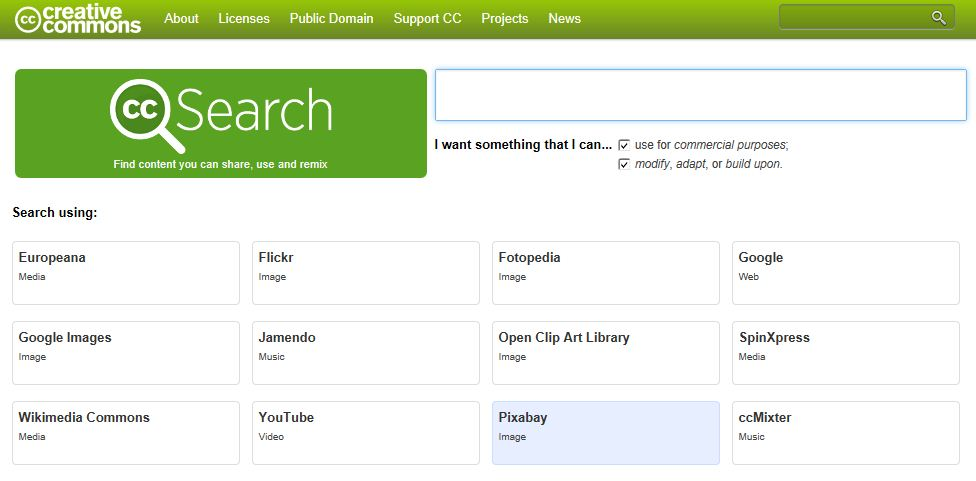 cc creative commons About Licenses Public Domain Support CC Projects News
cc Search
Find content you can share, use and remix
I want something that I can... use for commercial purposes;
modify, adapt, or build upon.
Search using:
Europeana Flickr Fotopedia Google
Media Image Image Web
Google Images Jamendo Open Clip Art Library SpinXpress
Image Music Image Media
Wikimedia Commons YouTube Pixabay ccMixter
Media Video Image Music